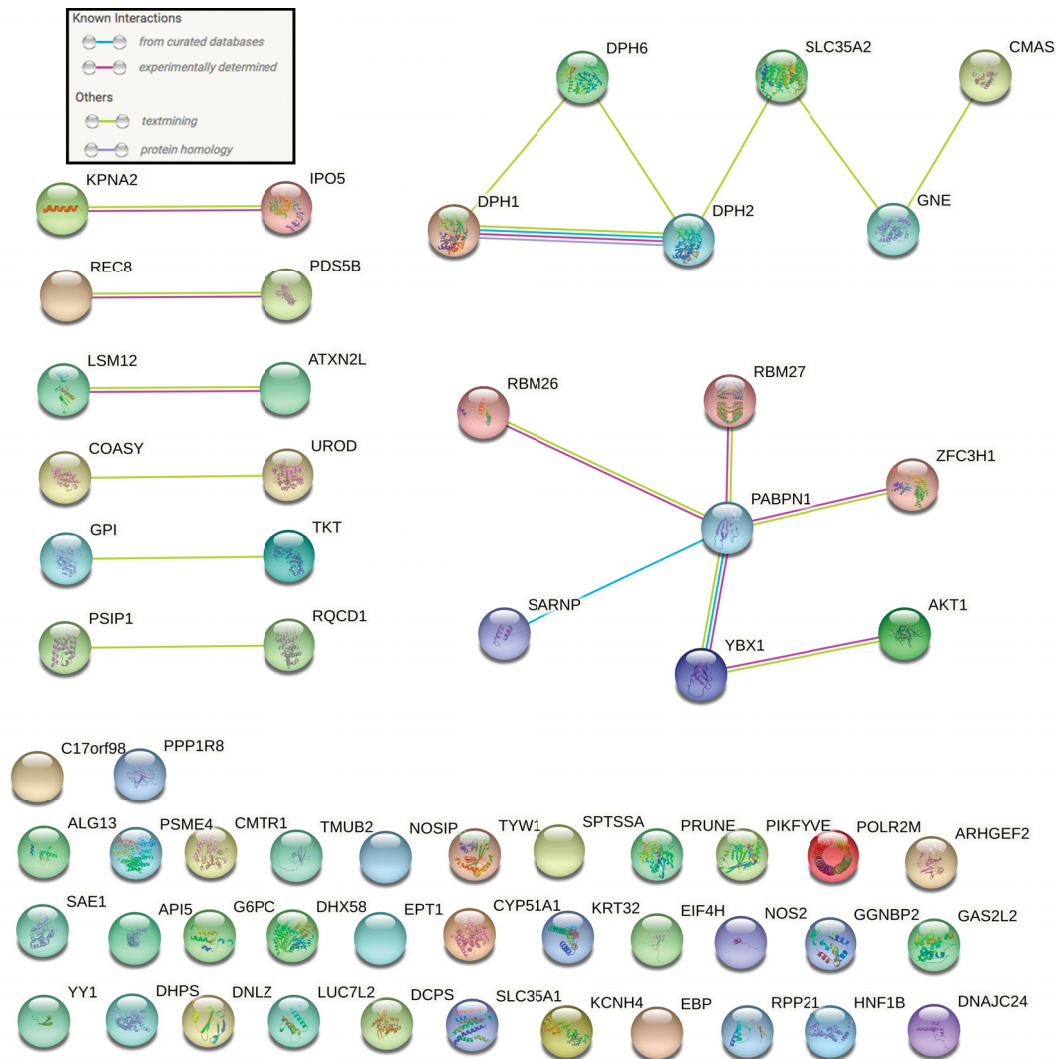 Known Interactions
from curated databases
experimentally determined
Others
textmining
protein homology
DPH6
SLC35A2
CMAS
KPNA2
IPO5
DPH1
DPH2
GNE
REC8
PDS5B
LSM12
ATXN2L
RBM26
RBM27
COASY
UROD
ZFC3H1
PABPN1
GPI
TKT
SARNP
AKT1
PSIP1
RQCD1
YBX1
C17orf98
PPP1R8
ALG13
PSME4
CMTR1
TMUB2
NOSIP
TYW1
SPTSSA
PRUNE
PIKFYVE
POLR2M
ARHGEF2
SAE1
API5
G6PC
DHX58
EPT1
CYP51A1
KRT32
EIF4H
NOS2
GGNBP2
GAS2L2
YY1
DHPS
DNLZ
LUC7L2
DCPS
SLC35A1
KCNH4
EBP
RPP21
HNF1B
DNAJC24